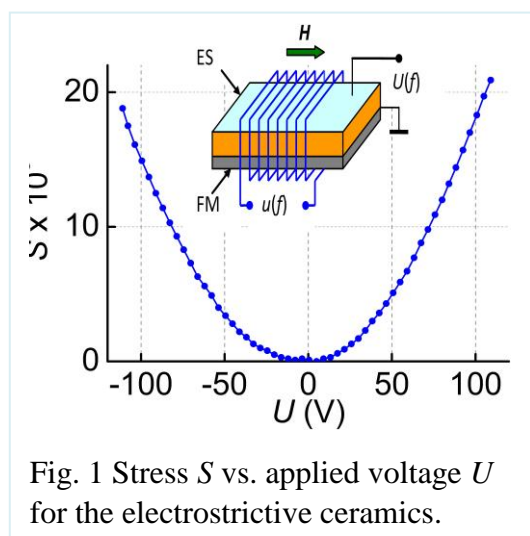 H
ES
U(f)
20
FM
u(f)
10
0
-100 -50 0 50 100
U (V)
Fig. 1 Stress S vs. applied voltage U
for the electrostrictive ceramics.